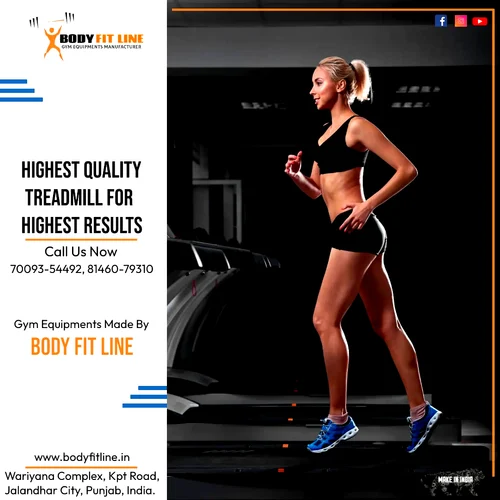 BODY FIT LINE
GYM EQUIPMENTS MANUFACTURER
HIGHEST QUALITY
TREADMILL FOR
HIGHEST RESULTS
Call Us Now
70093-54492, 81460-79310
Gym Equipments Made By
BODY FIT LINE
www.bodyfitline.in
Wariyana Complex, Kpt Road,
Jalandhar City, Punjab, India.
MAKE IN INDIA